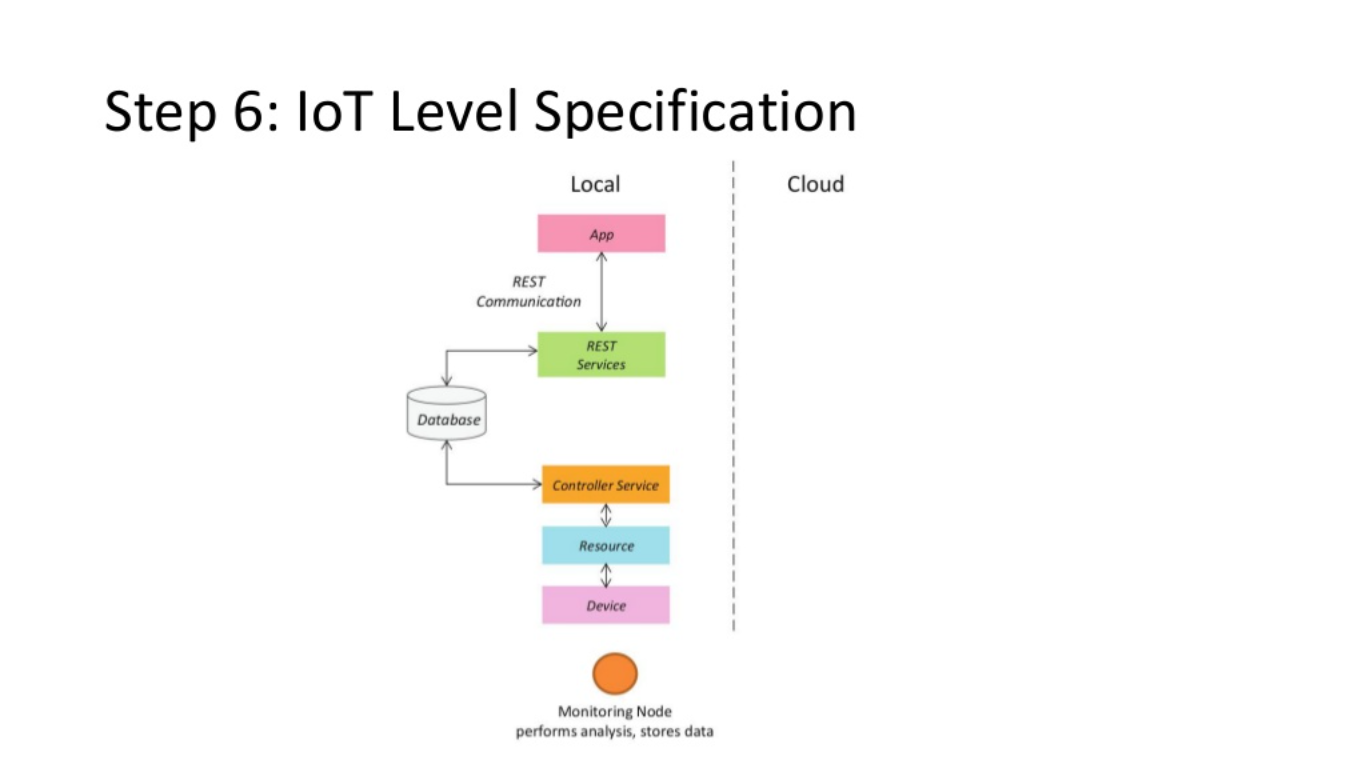 Step 6: IoT Level Specification
Local
Cloud
App
REST
Communication
REST
Services
Database
Controller Service
Resource
Device
Monitoring Node
performs analysis, stores data